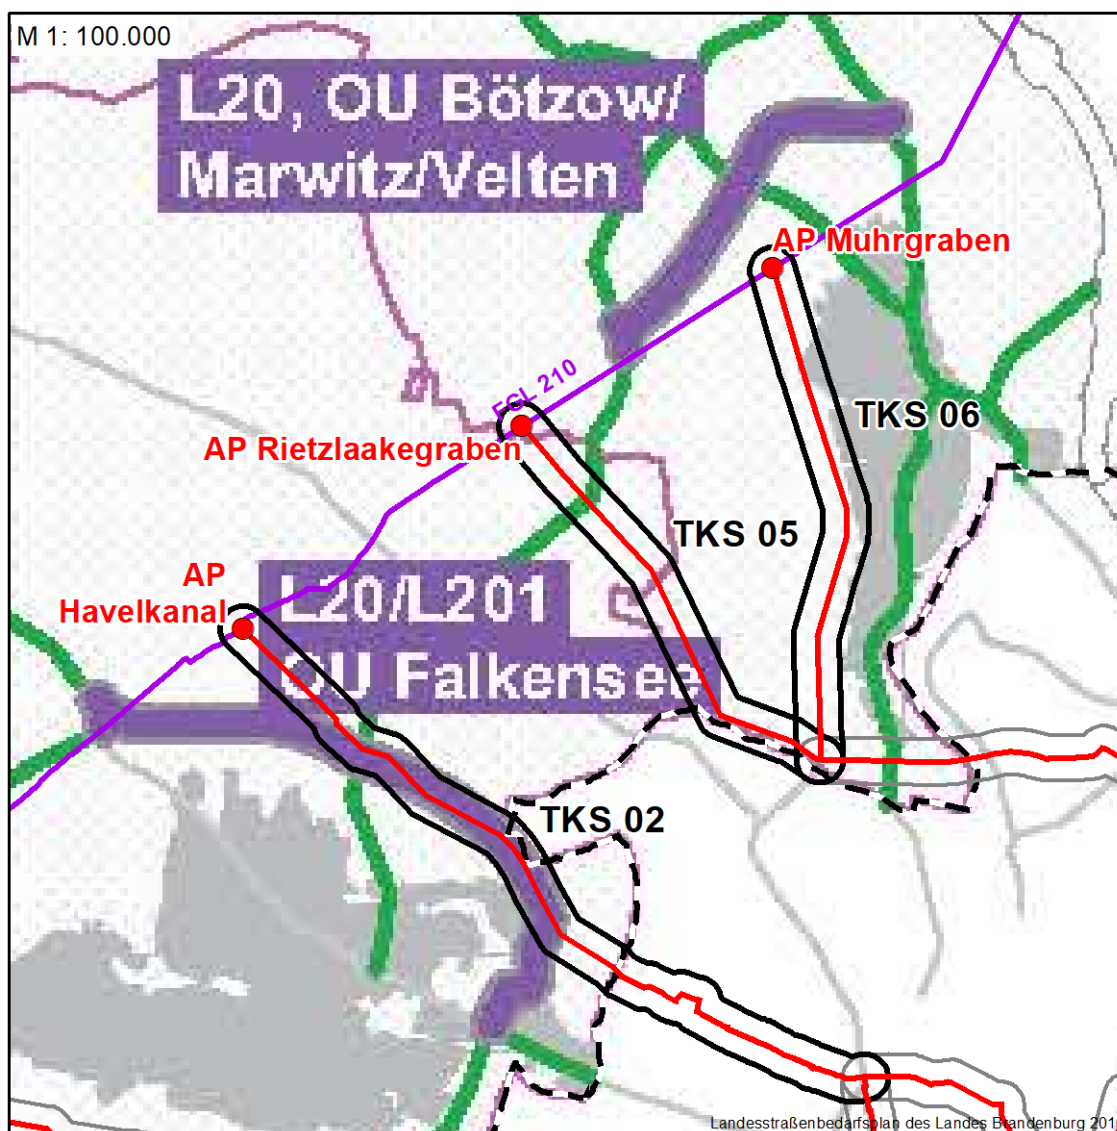 M 1: 100.000
L20, OU Bötzow/
Marwitz/Velten
AP Muhrgraben
FGL 210
TKS 06
AP Rietzlaakegraben
TKS 05
AP
Havelkanal
L20/L201
OU Falkensee
TKS 02
Landesstraßenbedarfsplan des Landes Brandenburg 201